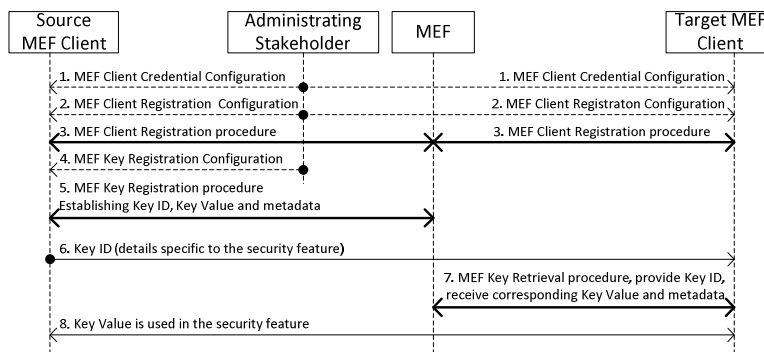 Source
MEF Client
Administrating
Stakeholder
MEF
Target MEF
Client
1. MEF Client Credential Configuration
1. MEF Client Credential Configuration
2. MEF Client Registration Configuration
2. MEF Client Registraton Configuration
3. MEF Client Registration procedure
3. MEF Client Registration procedure
4. MEF Key Registration Configuration
5. MEF Key Registration procedure
Establishing Key ID, Key Value and metadata
6. Key ID (details specific to the security feature)
7. MEF Key Retrieval procedure, provide Key ID,
receive corresponding Key Value and metadata
8. Key Value is used in the security feature